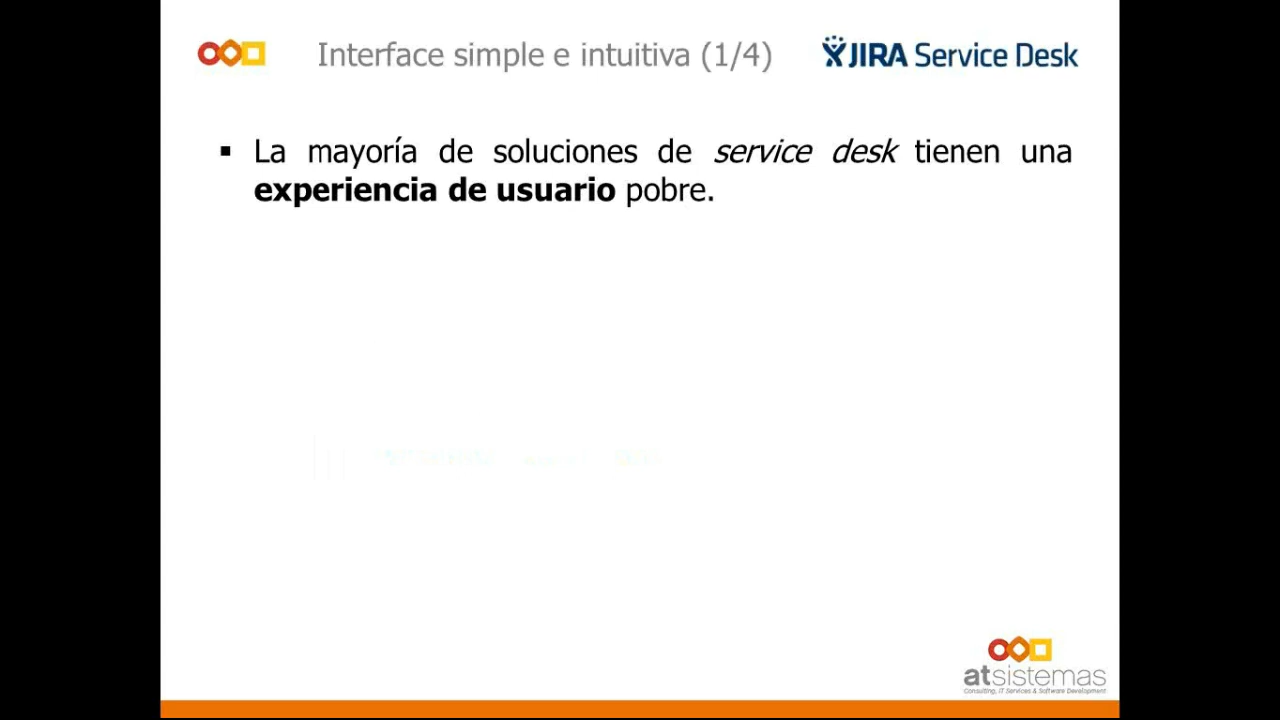 Interface simple e intuitiva (1/4)
JIRA Service Desk
▪ La mayoría de soluciones de service desk tienen una
experiencia de usuario pobre.
atsistemas
Consulting, IT Services & Software Development